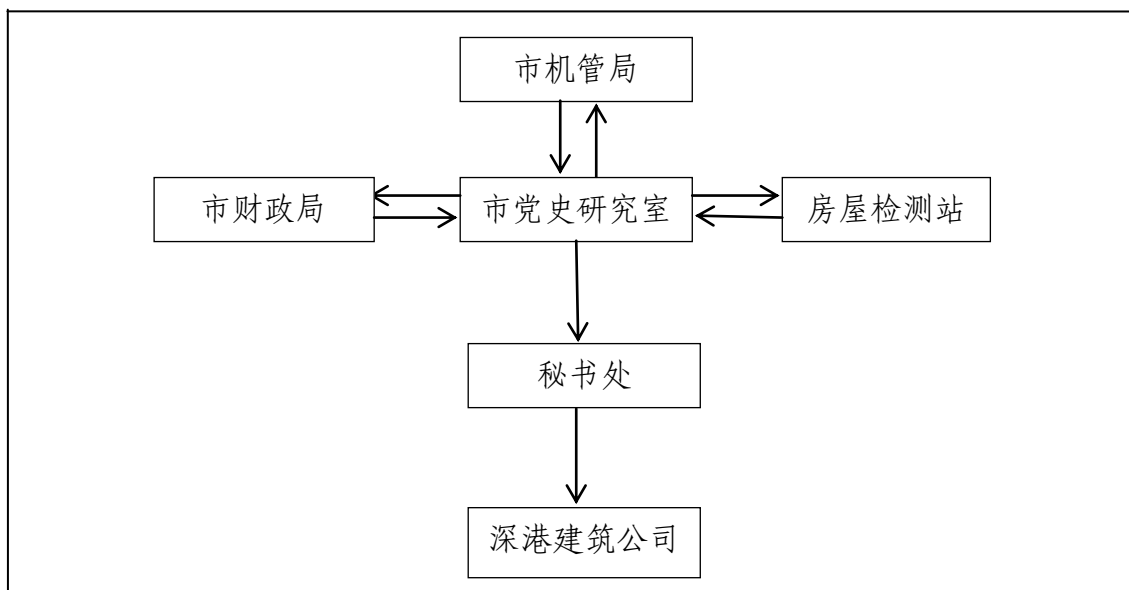 市机管局
市财政局
市党史研究室
房屋检测站
秘书处
深港建筑公司